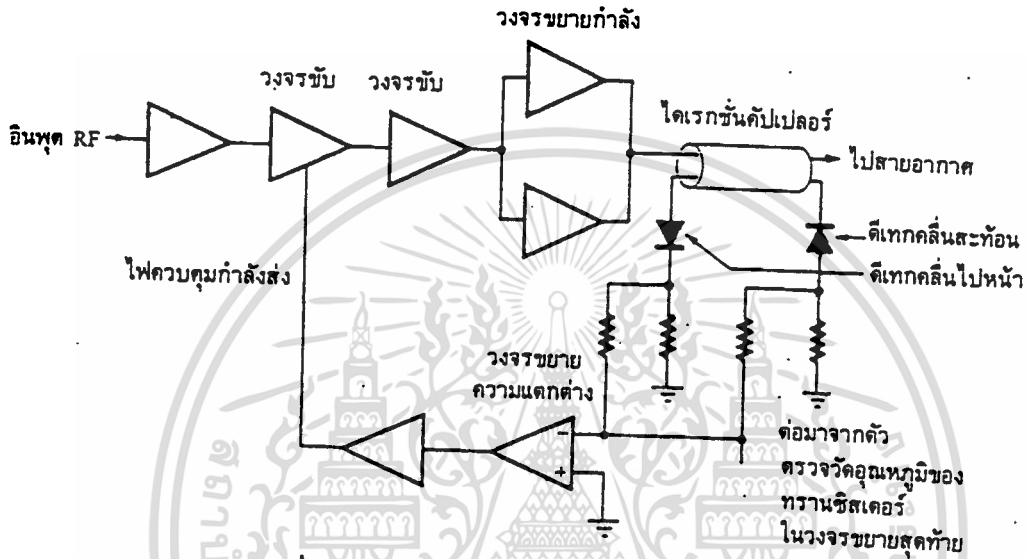 วงจรขยายกำลัง
วงจรขับ
วงจรขับ
ไดเรกชั่นคัปเปลอร์
อินพุต RF
ไปสายอากาศ
ดีเทกคลื่นสะท้อน
ดีเทกคลื่นไปหน้า
ไฟควบคุมกำลังส่ง
วงจรขยาย
ความแตกต่าง
-
+
ต่อมาจากตัว
ตรวจวัดอุณหภูมิของ
ทรานซิสเตอร์
ในวงจรขยายสุดท้าย